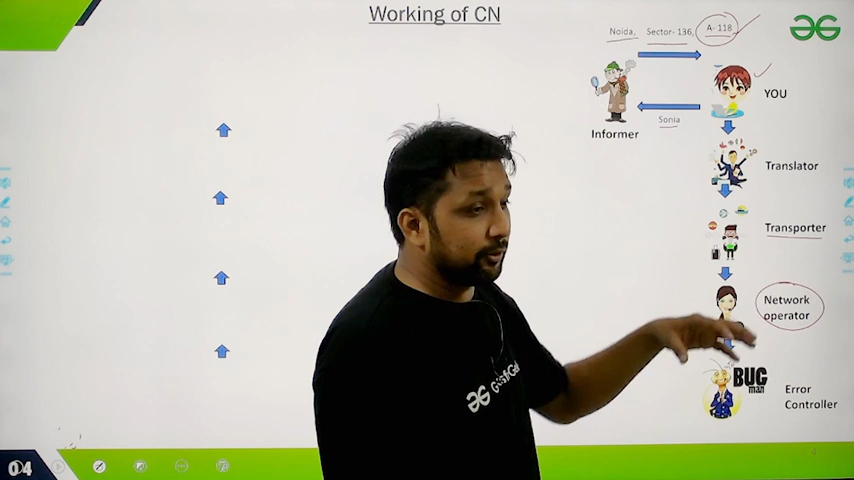 Working of CN
Noida, Sector- 136, A- 118
YOU
Sonia
Informer
Translator
Transporter
Network
operator
BUG
man
Error
Controller
04
4